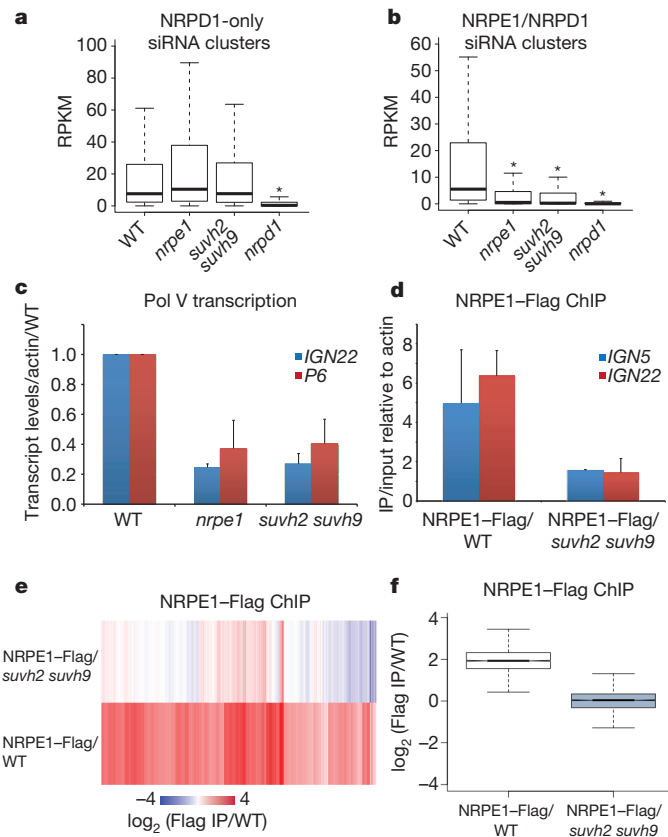 a
NRPD1-only
siRNA clusters
RPKM
100
80
60
40
20
0
WT
nrpe1
suvh2
suvh9
nrpd1
*
b
NRPE1/NRPD1
siRNA clusters
RPKM
60
50
40
30
20
10
0
WT
nrpe1
suvh2
suvh9
nrpd1
*
*
*
c
Pol V transcription
Transcript levels/actin/WT
1.0
0.8
0.6
0.4
0.2
0.0
IGN22
P6
WT
nrpe1
suvh2 suvh9
d
NRPE1–Flag ChIP
IP/input relative to actin
8
6
4
2
0
IGN5
IGN22
NRPE1–Flag/
WT
NRPE1–Flag/
suvh2 suvh9
e
NRPE1–Flag ChIP
NRPE1–Flag/
suvh2 suvh9
NRPE1–Flag/
WT
−4 4
log2 (Flag IP/WT)
f
NRPE1–Flag ChIP
log2 (Flag IP/WT)
4
2
0
−2
−4
NRPE1–Flag/
WT
NRPE1–Flag/
suvh2 suvh9